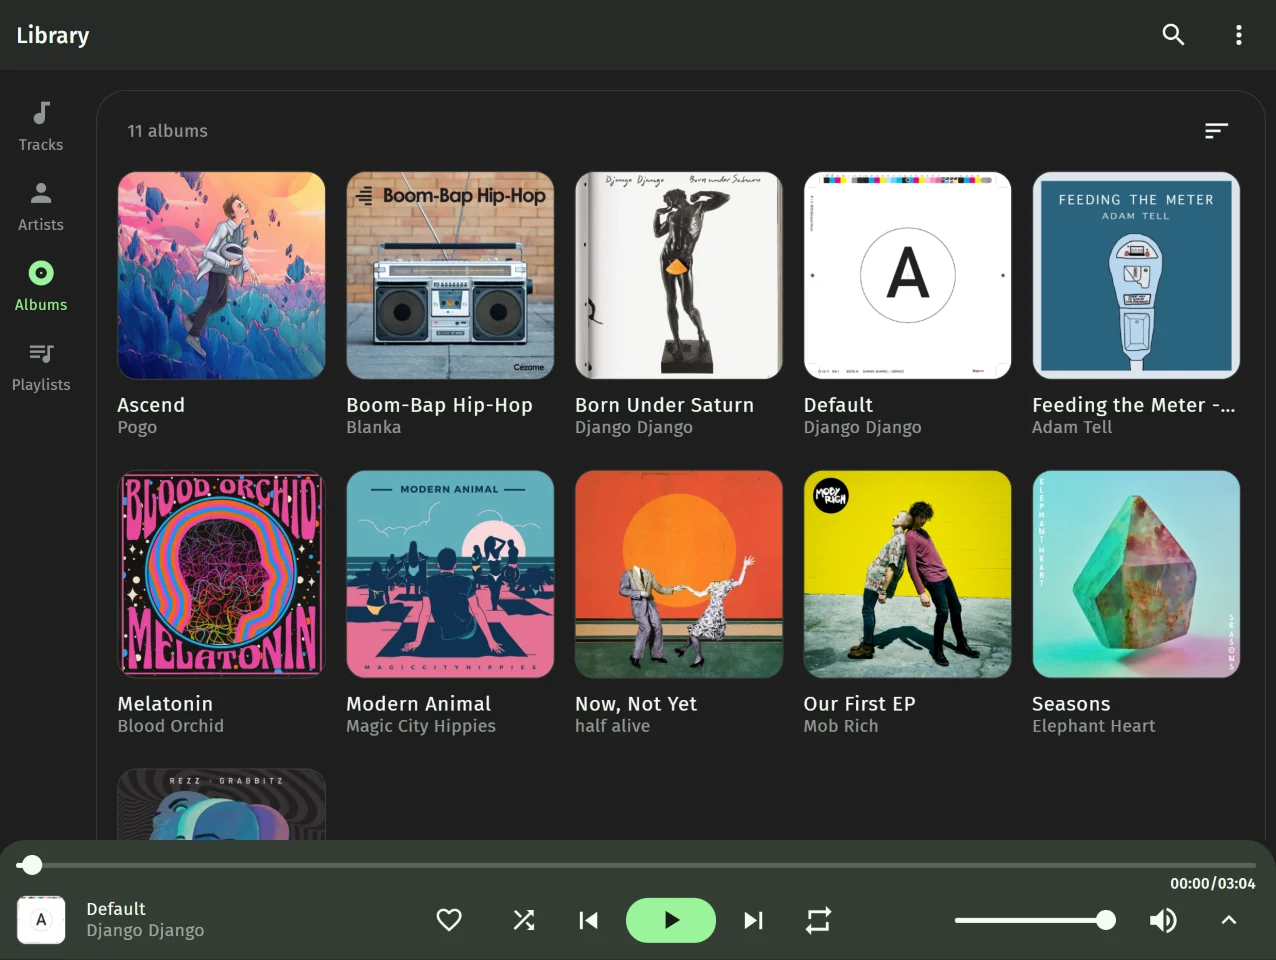 Library
Tracks
Artists
Albums
Playlists
11 albums
Boom-Bap Hip-Hop
Cézame
Django Django Born under Saturn
A
FEEDING THE METER
ADAM TELL
Ascend
Pogo
Boom-Bap Hip-Hop
Blanka
Born Under Saturn
Django Django
Default
Django Django
Feeding the Meter -...
Adam Tell
BLOOD ORCHID
MELATONIN
MODERN ANIMAL
MAGICCITYHIPPIES
MOBY RICH
ELEPHANT HEART
SEASONS
Melatonin
Blood Orchid
Modern Animal
Magic City Hippies
Now, Not Yet
half alive
Our First EP
Mob Rich
Seasons
Elephant Heart
REZZ · GRABBITZ
00:00/03:04
A
Default
Django Django